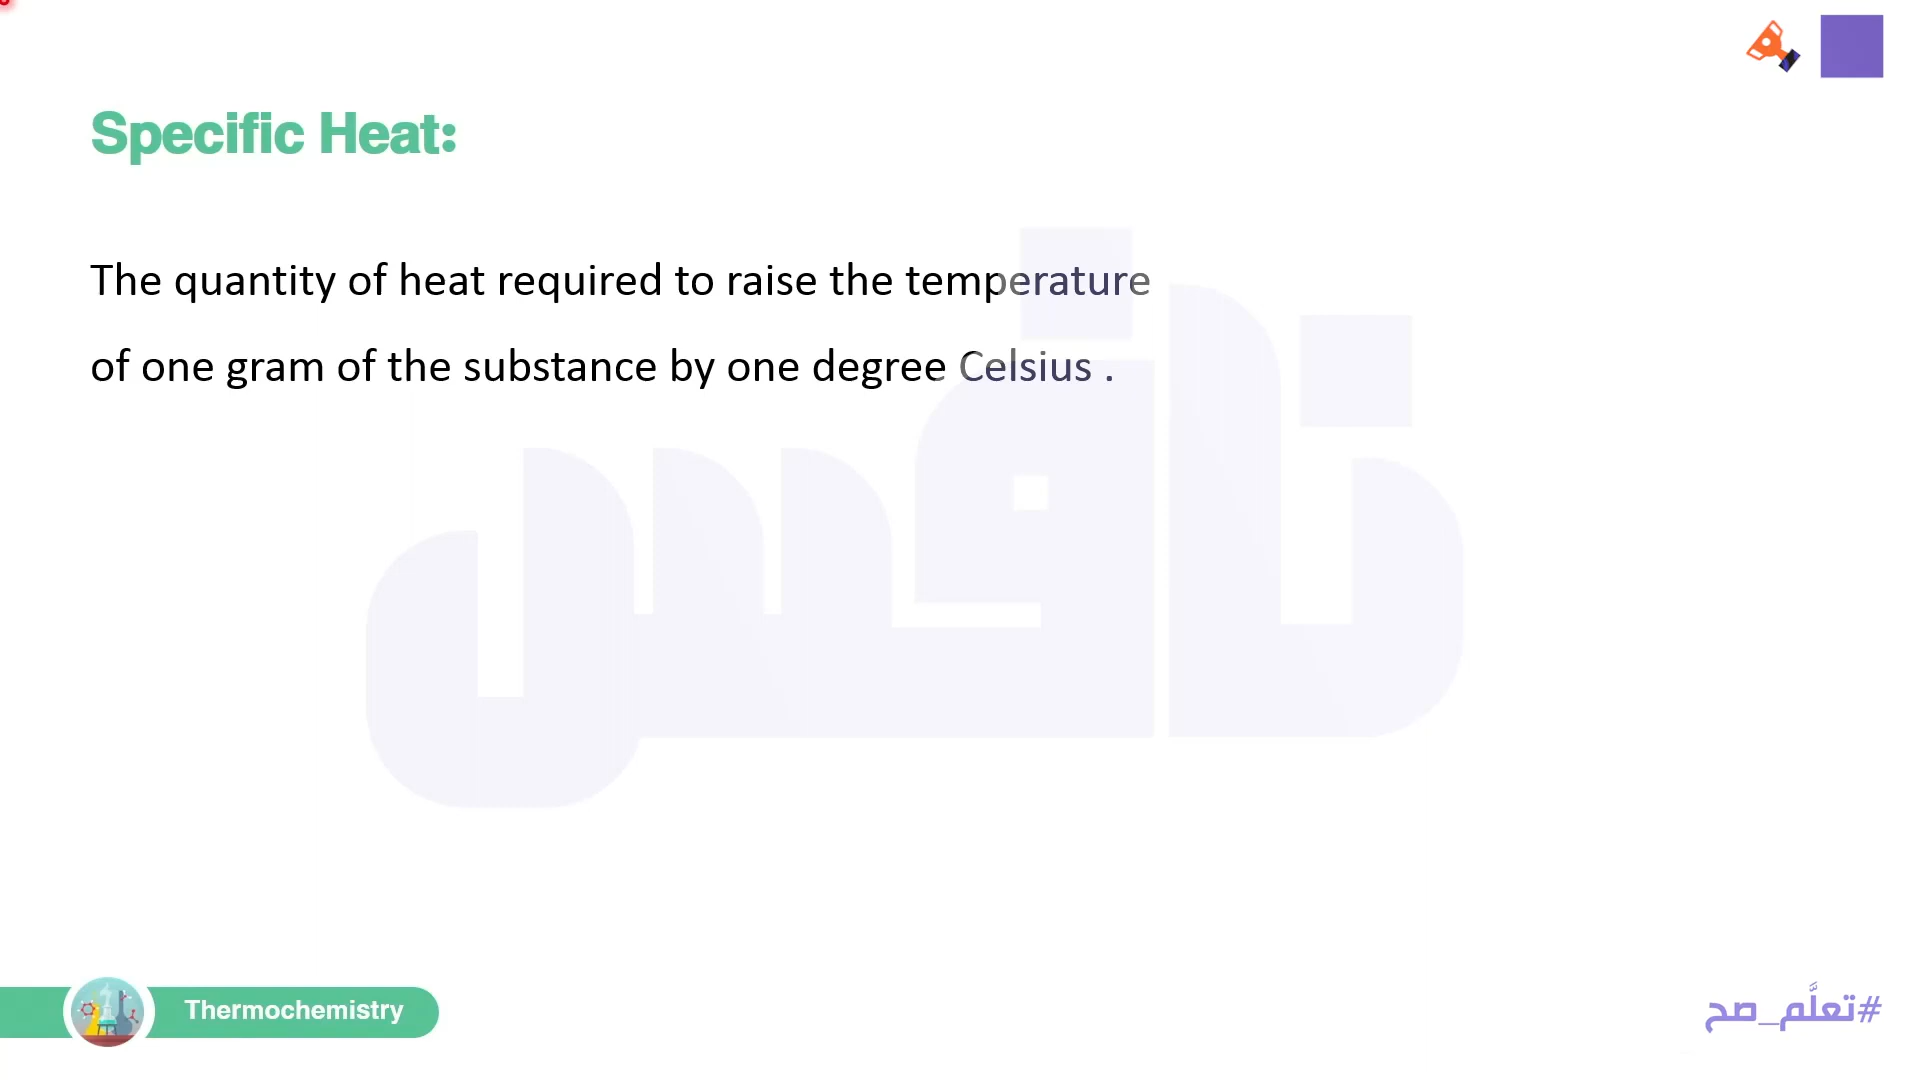 Specific Heat:
The quantity of heat required to raise the temperature
of one gram of the substance by one degree Celsius .
نافس
Thermochemistry
#تعلَّم_صح